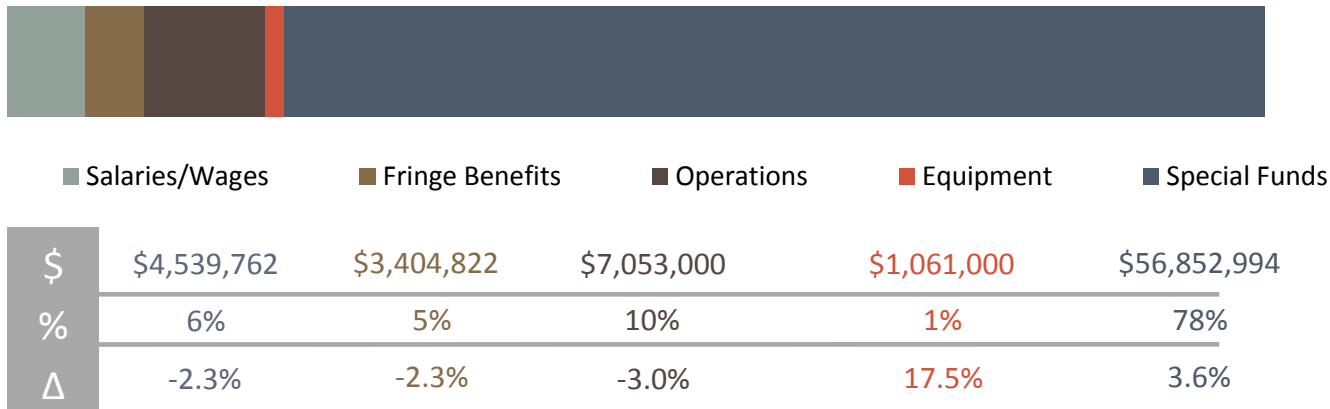 Salaries/Wages Fringe Benefits Operations Equipment Special Funds
$ $4,539,762 $3,404,822 $7,053,000 $1,061,000 $56,852,994
% 6% 5% 10% 1% 78%
Δ -2.3% -2.3% -3.0% 17.5% 3.6%